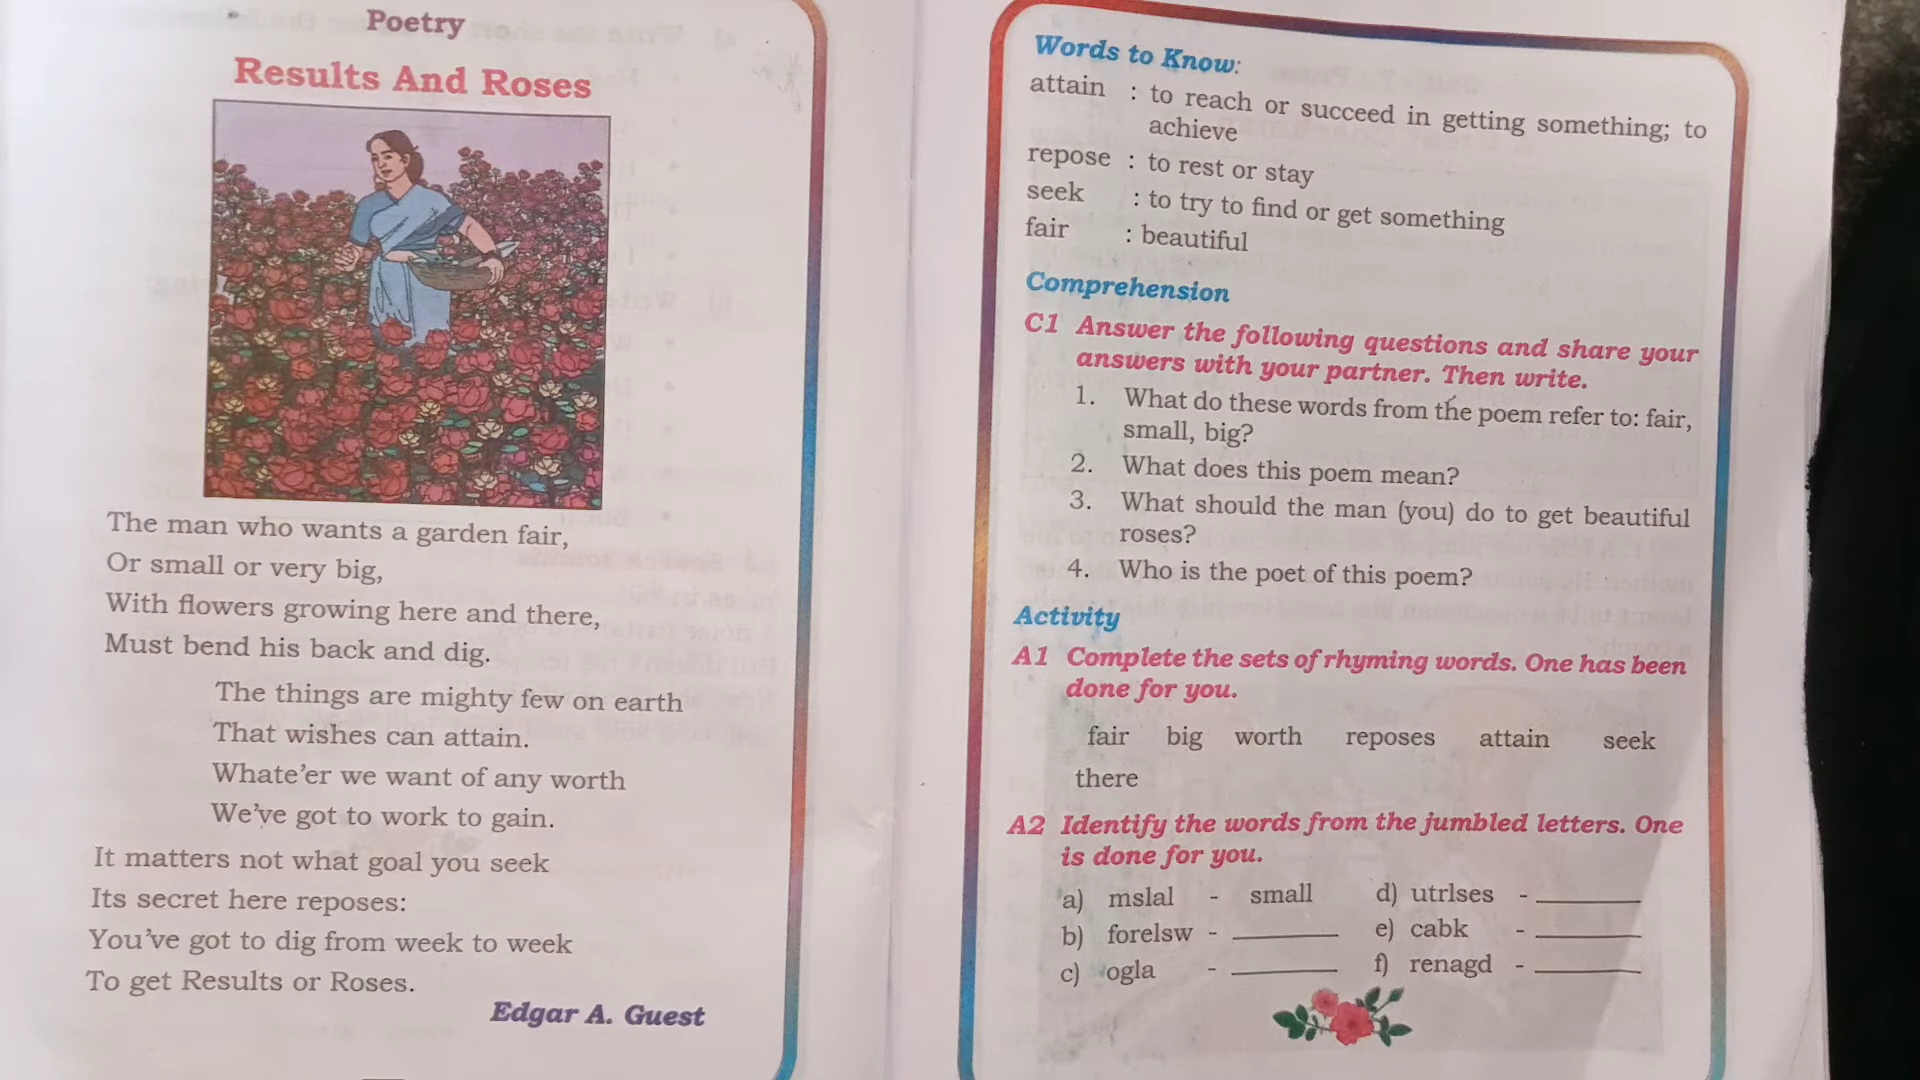 Poetry
Results And Roses
The man who wants a garden fair,
Or small or very big,
With flowers growing here and there,
Must bend his back and dig.
The things are mighty few on earth
That wishes can attain.
Whate'er we want of any worth
We've got to work to gain.
It matters not what goal you seek
Its secret here reposes:
You've got to dig from week to week
To get Results or Roses.
Edgar A. Guest
Words to Know:
attain : to reach or succeed in getting something; to
achieve
repose : to rest or stay
seek : to try to find or get something
fair : beautiful
Comprehension
C1 Answer the following questions and share your
answers with your partner. Then write.
1. What do these words from the poem refer to: fair,
small, big?
2. What does this poem mean?
3. What should the man (you) do to get beautiful
roses?
4. Who is the poet of this poem?
Activity
A1 Complete the sets of rhyming words. One has been
done for you.
fair big worth reposes attain seek
there
A2 Identify the words from the jumbled letters. One
is done for you.
a) mslal - small d) utrlses - ________
b) forelsw - ________ e) cabk - ________
c) ogla - ________ f) renagd - ________